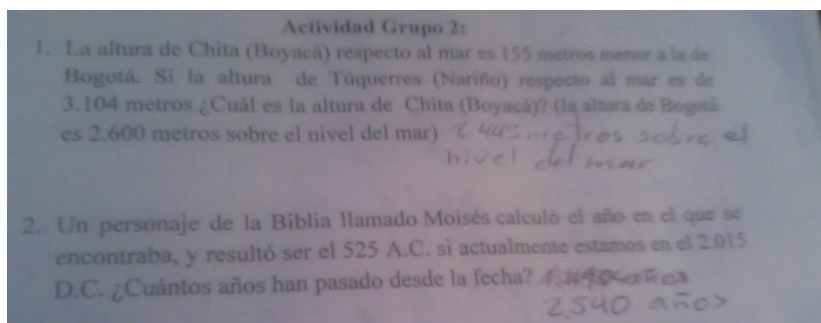 Actividad Grupo 2:
1. La altura de Chita (Boyacá) respecto al mar es 155 metros menor a la de
Bogotá. Si la altura de Túquerres (Nariño) respecto al mar es de
3.104 metros ¿Cuál es la altura de Chita (Boyacá)? (la altura de Bogotá
es 2.600 metros sobre el nivel del mar) 2 445 metros sobre el
nivel del mar
2. Un personaje de la Biblia llamado Moisés calculó el año en el que se
encontraba, y resultó ser el 525 A.C. si actualmente estamos en el 2.015
D.C. ¿Cuántos años han pasado desde la fecha?
2.540 años